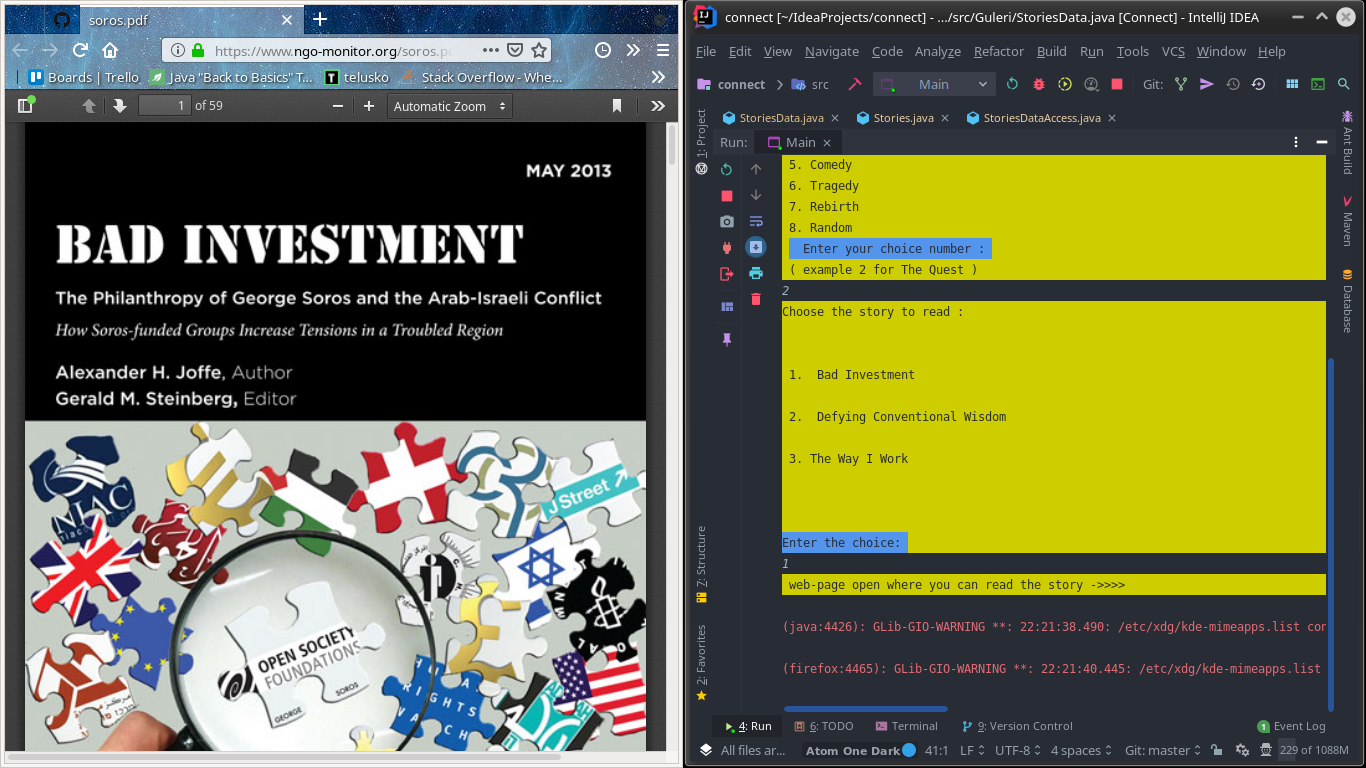 soros.pdf
https://www.ngo-monitor.org/soros.p
Boards | Trello
Java "Back to Basics" T...
telusko
Stack Overflow - Whe...
1 of 59
Automatic Zoom
MAY 2013
BAD INVESTMENT
The Philanthropy of George Soros and the Arab-Israeli Conflict
How Soros-funded Groups Increase Tensions in a Troubled Region
Alexander H. Joffe, Author
Gerald M. Steinberg, Editor
J Street
OPEN SOCIETY
FOUNDATIONS
GEORGE SOROS
connect [~/IdeaProjects/connect] - .../src/Guleri/StoriesData.java [Connect] - IntelliJ IDEA
File Edit View Navigate Code Analyze Refactor Build Run Tools VCS Window Help
connect src Main Git:
StoriesData.java Stories.java StoriesDataAccess.java
Run: Main
1: Project
5. Comedy
6. Tragedy
7. Rebirth
8. Random
Enter your choice number :
( example 2 for The Quest )
2
Choose the story to read :
1. Bad Investment
2. Defying Conventional Wisdom
3. The Way I Work
Enter the choice:
1
web-page open where you can read the story ->>>>
(java:4426): GLib-GIO-WARNING **: 22:21:38.490: /etc/xdg/kde-mimeapps.list con
(firefox:4465): GLib-GIO-WARNING **: 22:21:40.445: /etc/xdg/kde-mimeapps.list
7: Structure
2: Favorites
Ant Build
Maven
Database
4: Run 6: TODO Terminal 9: Version Control 1 Event Log
All files ar... Atom One Dark 41:1 LF UTF-8 4 spaces Git: master 229 of 1088M